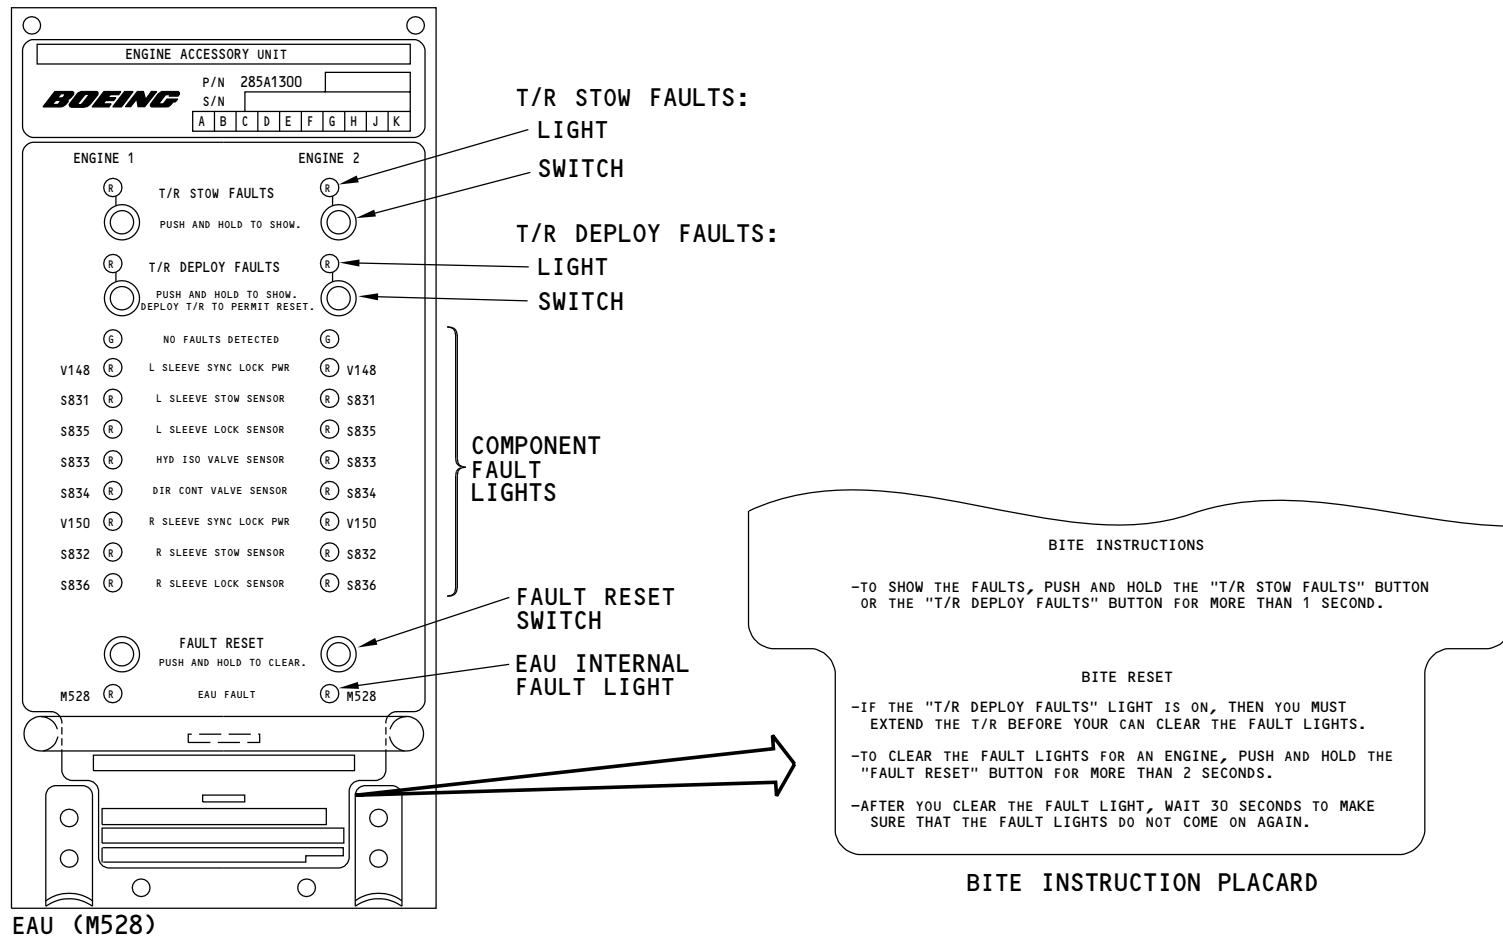 ENGINE ACCESSORY UNIT
BOEING
P/N 285A1300
S/N
A B C D E F G H J K
ENGINE 1 ENGINE 2
R T/R STOW FAULTS R
PUSH AND HOLD TO SHOW.
R T/R DEPLOY FAULTS R
PUSH AND HOLD TO SHOW.
DEPLOY T/R TO PERMIT RESET.
G NO FAULTS DETECTED G
V148 R L SLEEVE SYNC LOCK PWR R V148
S831 R L SLEEVE STOW SENSOR R S831
S835 R L SLEEVE LOCK SENSOR R S835
S833 R HYD ISO VALVE SENSOR R S833
S834 R DIR CONT VALVE SENSOR R S834
V150 R R SLEEVE SYNC LOCK PWR R V150
S832 R R SLEEVE STOW SENSOR R S832
S836 R R SLEEVE LOCK SENSOR R S836
FAULT RESET
PUSH AND HOLD TO CLEAR.
M528 R EAU FAULT R M528
EAU (M528)
T/R STOW FAULTS:
LIGHT
SWITCH
T/R DEPLOY FAULTS:
LIGHT
SWITCH
COMPONENT
FAULT
LIGHTS
FAULT RESET
SWITCH
EAU INTERNAL
FAULT LIGHT
BITE INSTRUCTIONS
-TO SHOW THE FAULTS, PUSH AND HOLD THE "T/R STOW FAULTS" BUTTON
OR THE "T/R DEPLOY FAULTS" BUTTON FOR MORE THAN 1 SECOND.
BITE RESET
-IF THE "T/R DEPLOY FAULTS" LIGHT IS ON, THEN YOU MUST
EXTEND THE T/R BEFORE YOUR CAN CLEAR THE FAULT LIGHTS.
-TO CLEAR THE FAULT LIGHTS FOR AN ENGINE, PUSH AND HOLD THE
"FAULT RESET" BUTTON FOR MORE THAN 2 SECONDS.
-AFTER YOU CLEAR THE FAULT LIGHT, WAIT 30 SECONDS TO MAKE
SURE THAT THE FAULT LIGHTS DO NOT COME ON AGAIN.
BITE INSTRUCTION PLACARD